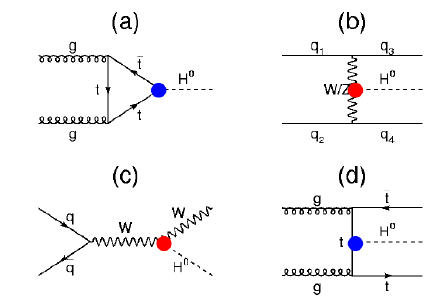 (a)
g
t̄
t
H⁰
t
g
(b)
q₁ q₃
W/Z
H⁰
q₂ q₄
(c)
q
W
W
q̄
H⁰
(d)
g
t̄
t
H⁰
g
t